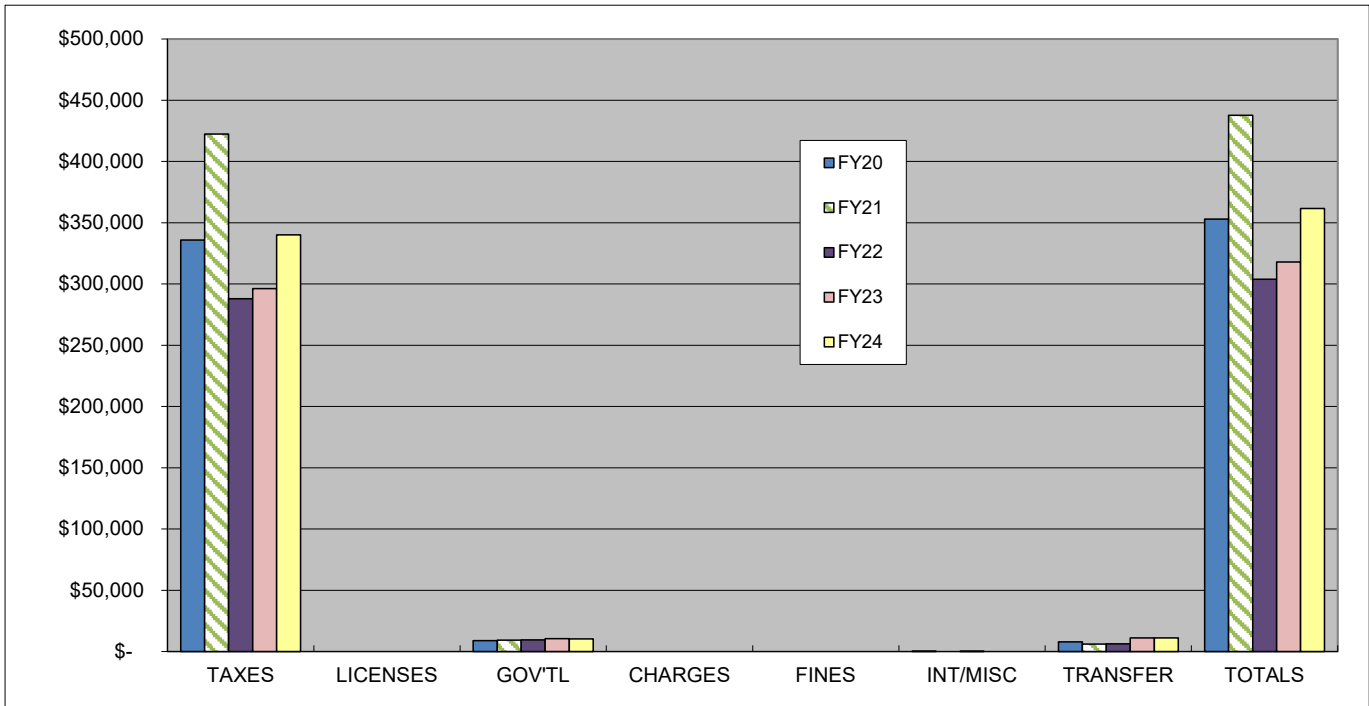 $500,000
$450,000
$400,000
$350,000
$300,000
$250,000
$200,000
$150,000
$100,000
$50,000
$-
FY20
FY21
FY22
FY23
FY24
TAXES LICENSES GOV'TL CHARGES FINES INT/MISC TRANSFER TOTALS